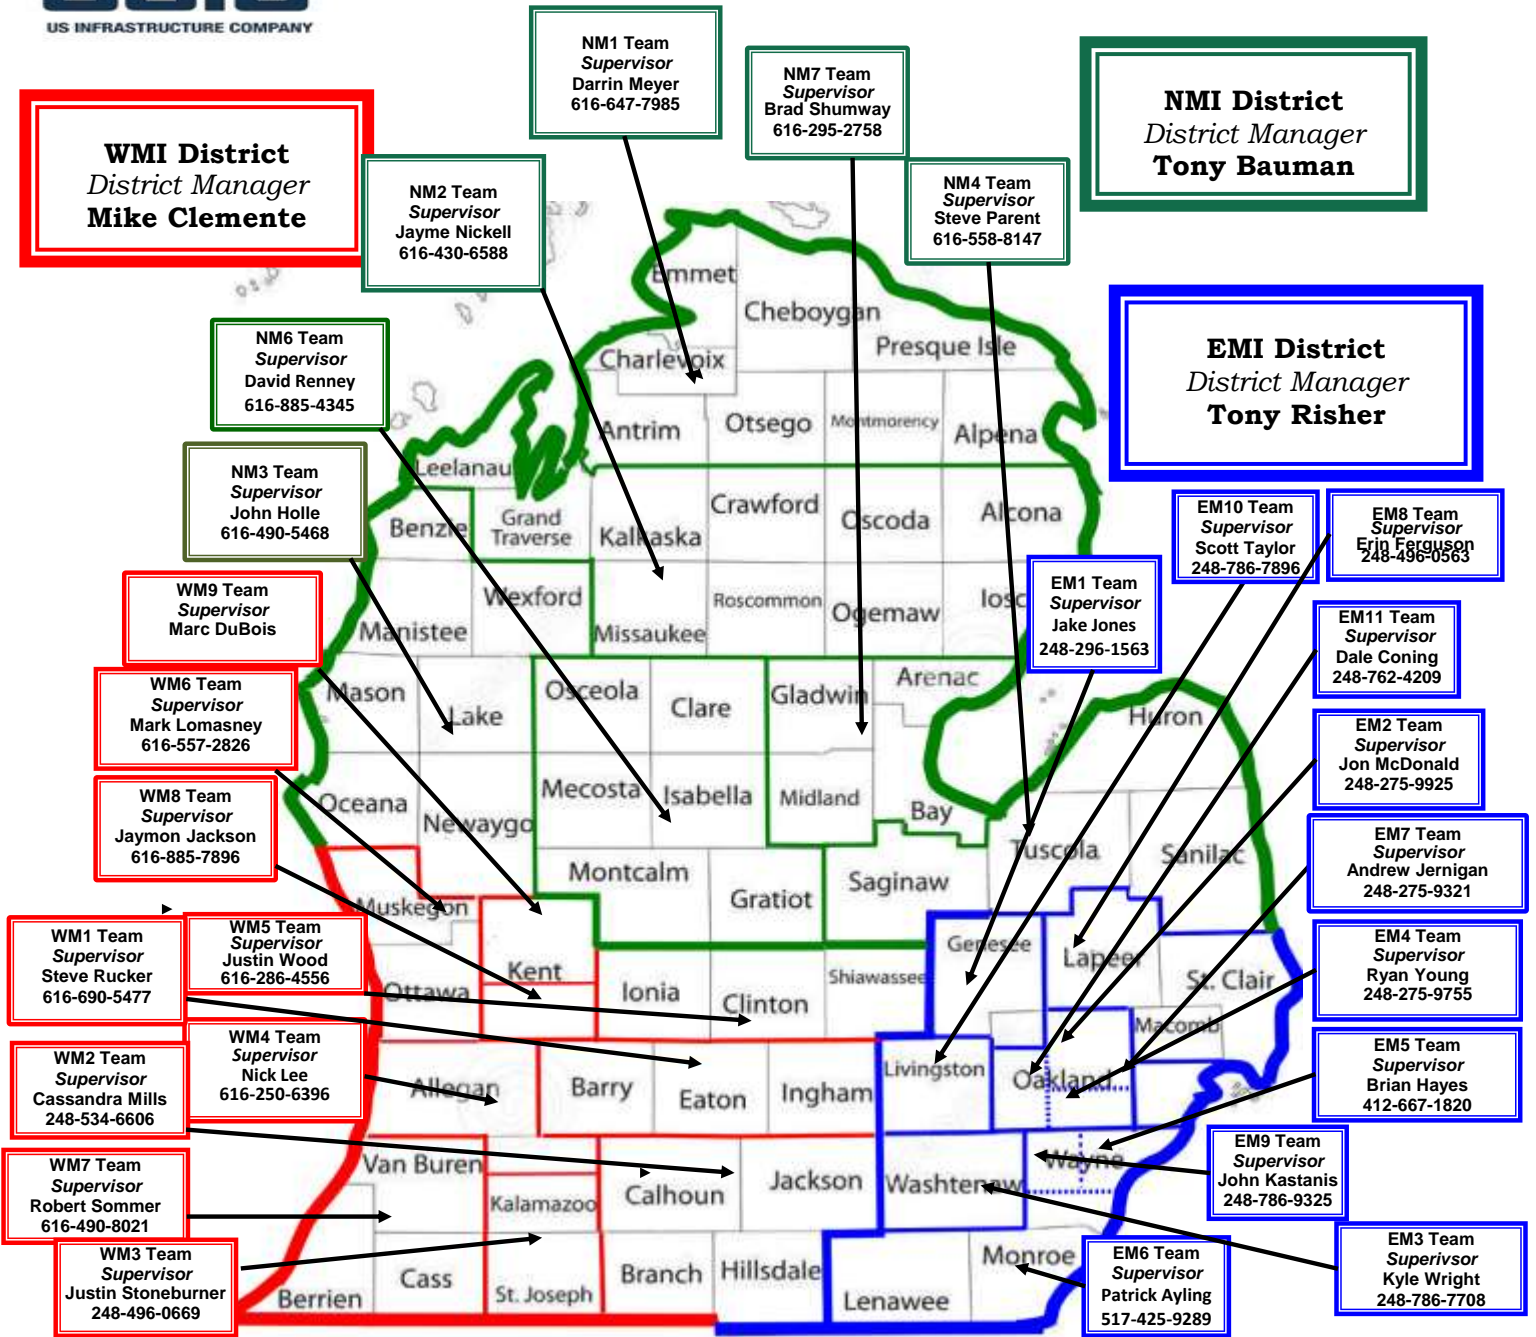 US INFRASTRUCTURE COMPANY
NM1 Team
Supervisor
Darrin Meyer
616-647-7985
NM7 Team
Supervisor
Brad Shumway
616-295-2758
NMI District
District Manager
Tony Bauman
WMI District
District Manager
Mike Clemente
NM2 Team
Supervisor
Jayme Nickell
616-430-6588
NM4 Team
Supervisor
Steve Parent
616-558-8147
EMI District
District Manager
Tony Risher
NM6 Team
Supervisor
David Renney
616-885-4345
NM3 Team
Supervisor
John Holle
616-490-5468
WM9 Team
Supervisor
Marc DuBois
WM6 Team
Supervisor
Mark Lomasney
616-557-2826
WM8 Team
Supervisor
Jaymon Jackson
616-885-7896
WM1 Team
Supervisor
Steve Rucker
616-690-5477
WM5 Team
Supervisor
Justin Wood
616-286-4556
WM4 Team
Supervisor
Nick Lee
616-250-6396
WM2 Team
Supervisor
Cassandra Mills
248-534-6606
WM7 Team
Supervisor
Robert Sommer
616-490-8021
WM3 Team
Supervisor
Justin Stoneburner
248-496-0669
EM10 Team
Supervisor
Scott Taylor
248-786-7896
EM8 Team
Supervisor
Erin Ferguson
248-496-0563
EM1 Team
Supervisor
Jake Jones
248-296-1563
EM11 Team
Supervisor
Dale Coning
248-762-4209
EM2 Team
Supervisor
Jon McDonald
248-275-9925
EM7 Team
Supervisor
Andrew Jernigan
248-275-9321
EM4 Team
Supervisor
Ryan Young
248-275-9755
EM5 Team
Supervisor
Brian Hayes
412-667-1820
EM9 Team
Supervisor
John Kastanis
248-786-9325
EM3 Team
Superivsor
Kyle Wright
248-786-7708
EM6 Team
Supervisor
Patrick Ayling
517-425-9289
Emmet
Cheboygan
Presque Isle
Charlevoix
Antrim
Otsego
Montmorency
Alpena
Leelanau
Benzie
Grand
Traverse
Kalkaska
Crawford
Oscoda
Alcona
Manistee
Wexford
Missaukee
Roscommon
Ogemaw
Iosc
Mason
Lake
Osceola
Clare
Gladwin
Arenac
Huron
Oceana
Newaygo
Mecosta
Isabella
Midland
Bay
Tuscola
Sanilac
Montcalm
Gratiot
Saginaw
Muskegon
Kent
Ottawa
Ionia
Clinton
Shiawassee
Genesee
Lapeer
St. Clair
Macomb
Allegan
Barry
Eaton
Ingham
Livingston
Oakland
Van Buren
Kalamazoo
Calhoun
Jackson
Washtenaw
Wayne
Berrien
Cass
St. Joseph
Branch
Hillsdale
Lenawee
Monroe